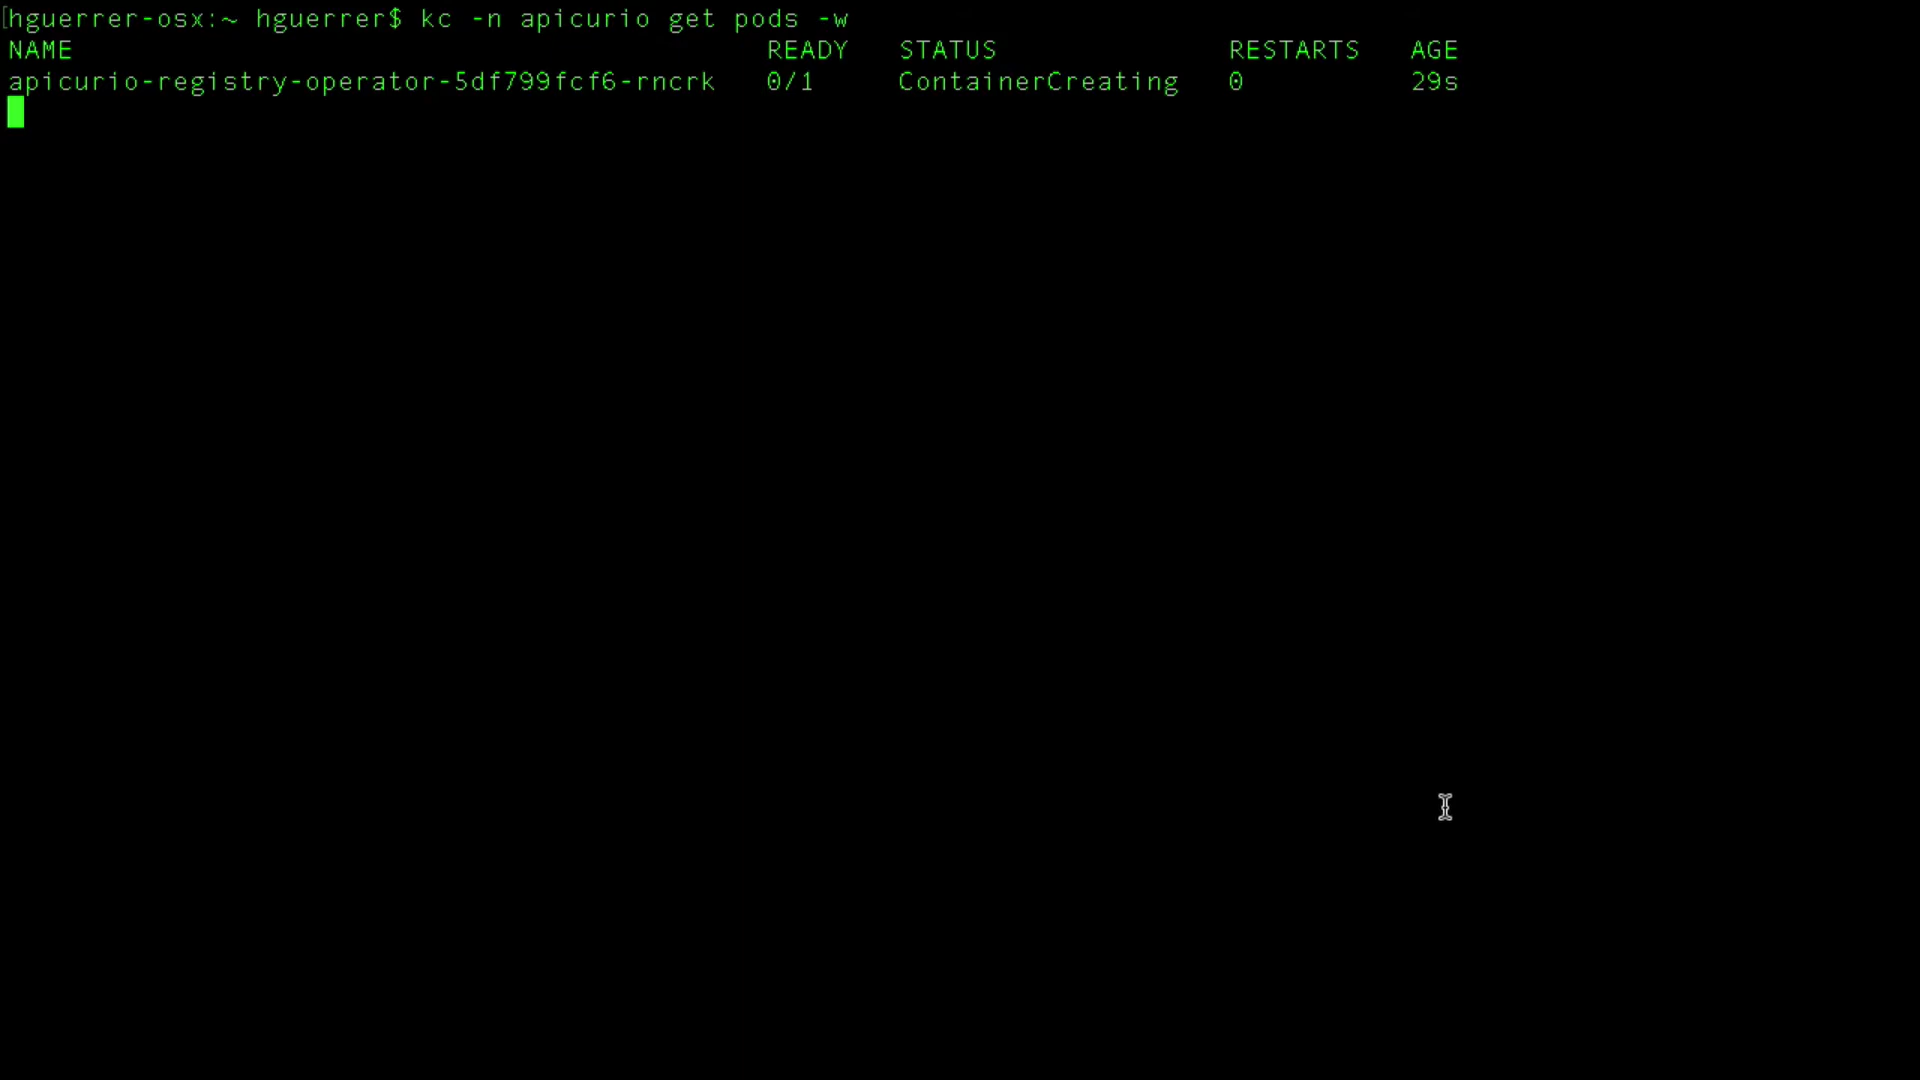 [hguerrer-osx:~ hguerrer$ kc -n apicurio get pods -w
NAME READY STATUS RESTARTS AGE
apicurio-registry-operator-5df799fcf6-rncrk 0/1 ContainerCreating 0 29s